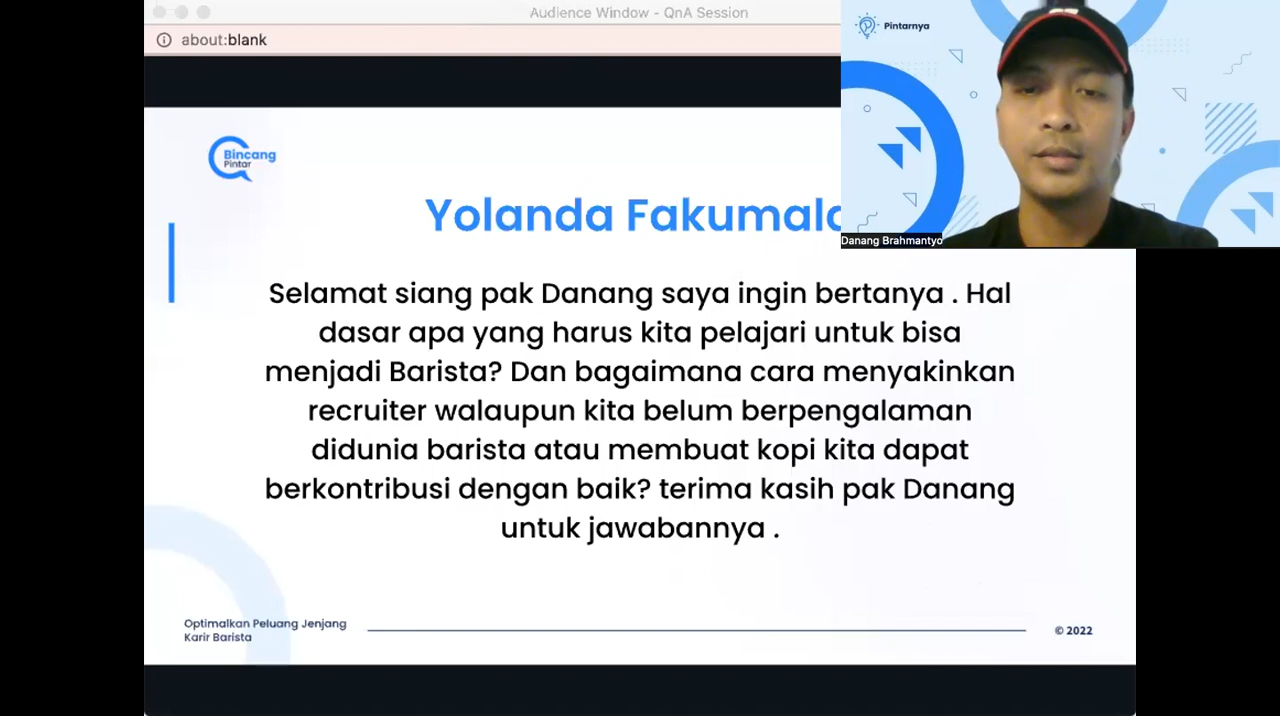 Audience Window - QnA Session
about:blank
Pintarnya
Danang Brahmantyo
Bincang
Pintar
Yolanda
Selamat siang pak Danang saya ingin bertanya . Hal
dasar apa yang harus kita pelajari untuk bisa
menjadi Barista? Dan bagaimana cara menyakinkan
recruiter walaupun kita belum berpengalaman
didunia barista atau membuat kopi kita dapat
berkontribusi dengan baik? terima kasih pak Danang
untuk jawabannya .
Optimalkan Peluang Jenjang
Karir Barista
© 2022